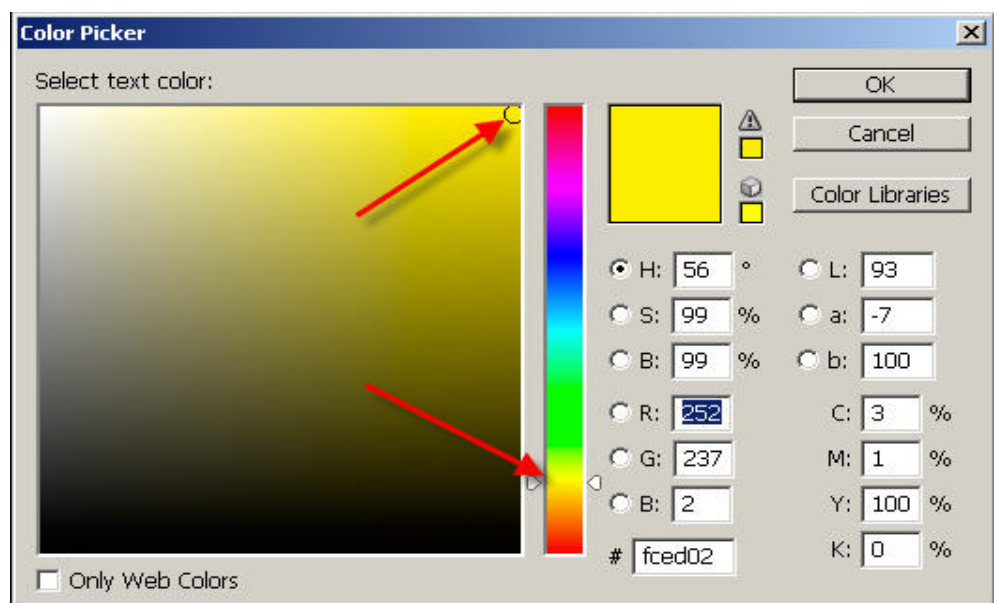 Color Picker
Select text color:
OK
Cancel
Color Libraries
H: 56 °
L: 93
S: 99 %
a: -7
B: 99 %
b: 100
R: 252
C: 3 %
G: 237
M: 1 %
B: 2
Y: 100 %
# fced02
K: 0 %
Only Web Colors